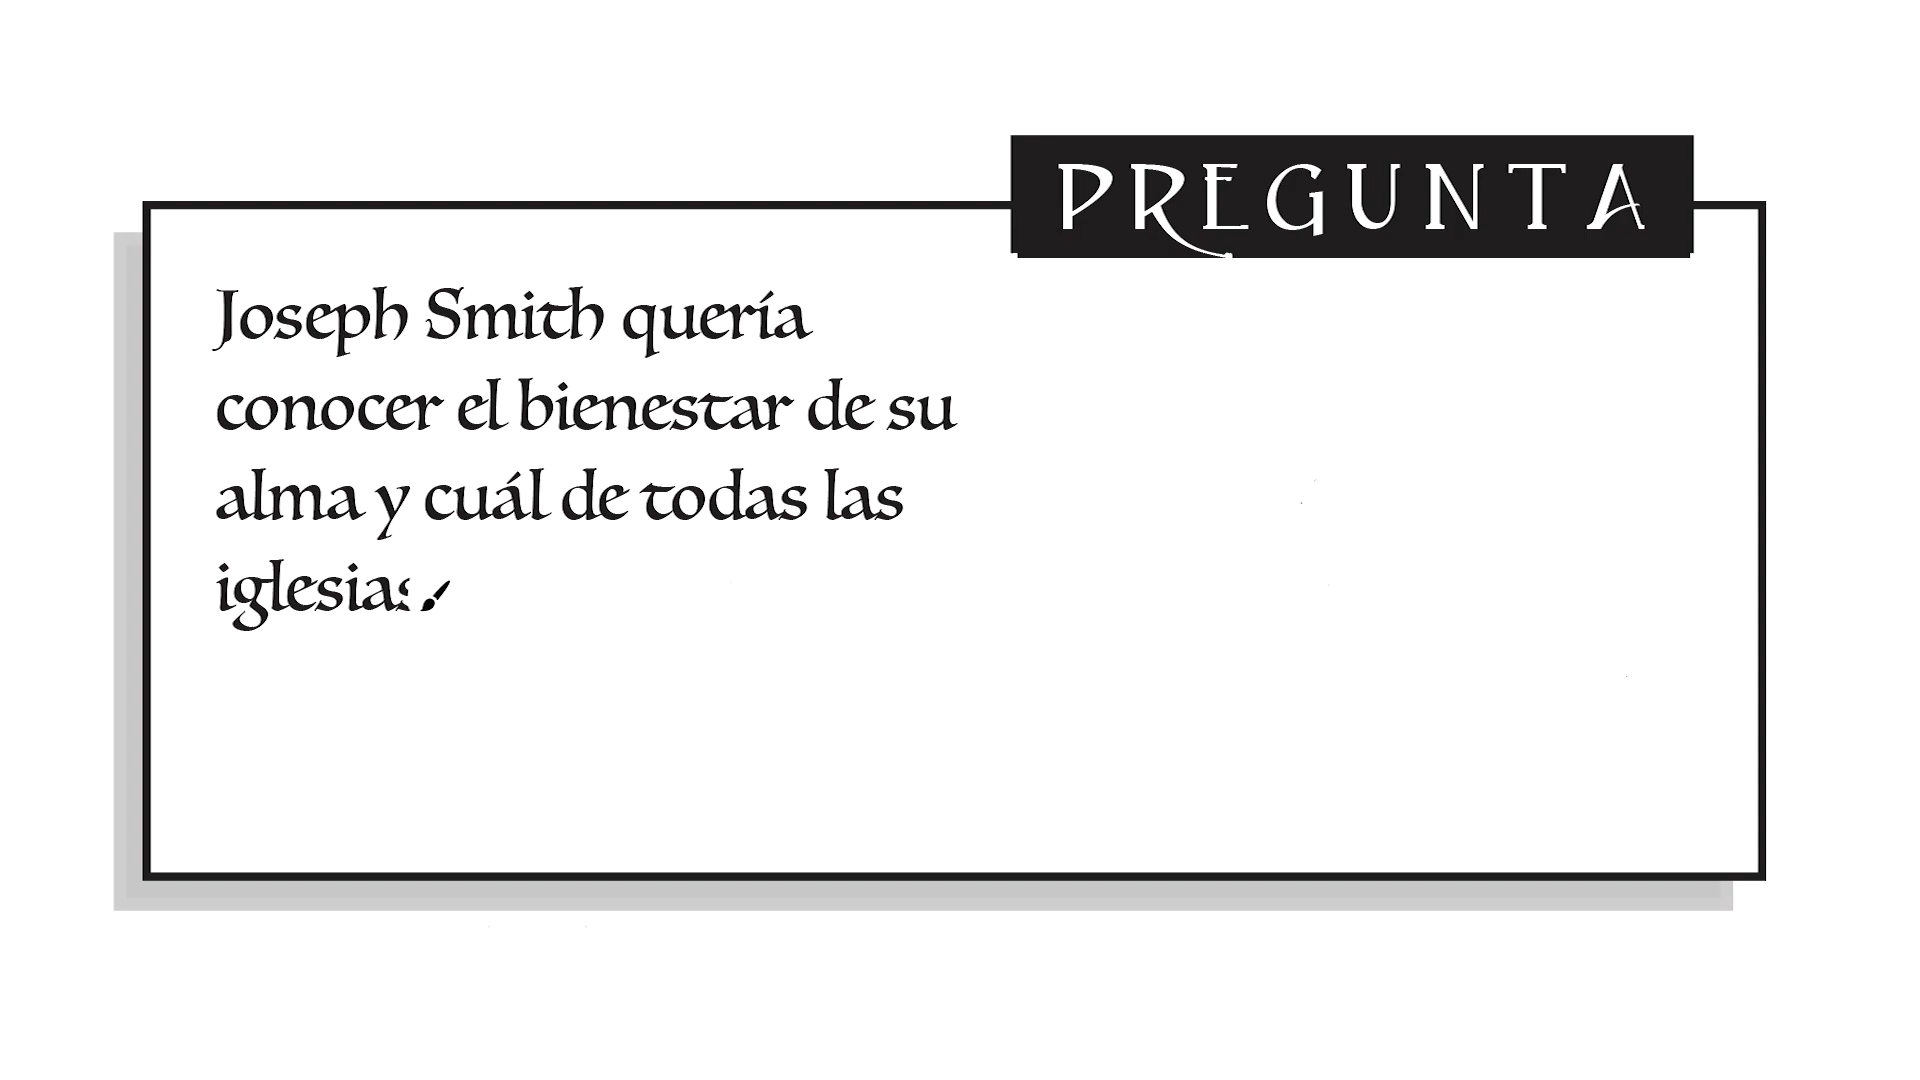 PREGUNTA
Joseph Smith quería
conocer el bienestar de su
alma y cuál de todas las
iglesias